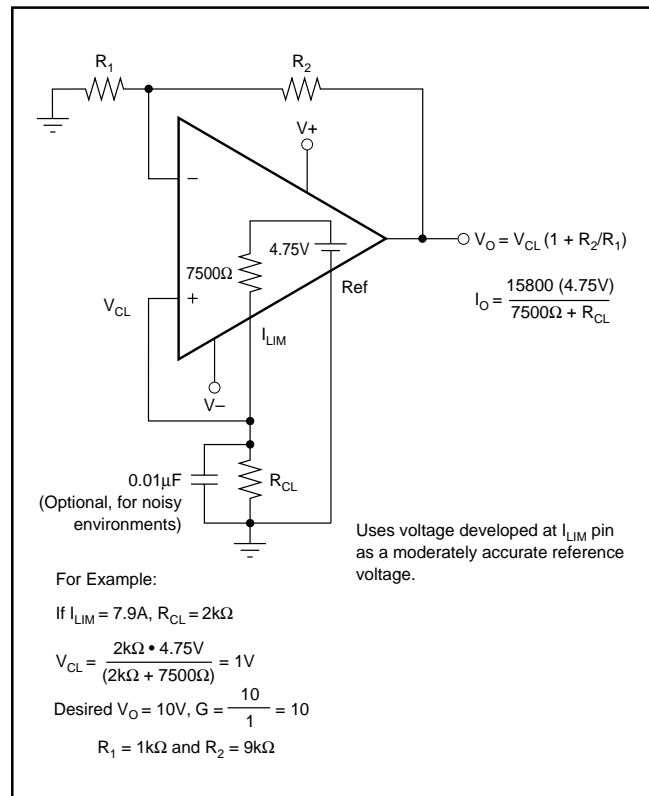 R1
R2
V+
−
4.75V
VO = VCL (1 + R2/R1)
7500Ω
Ref
IO = 15800 (4.75V) / 7500Ω + RCL
VCL
+
ILIM
V–
0.01µF
(Optional, for noisy
environments)
RCL
Uses voltage developed at ILIM pin
as a moderately accurate reference
voltage.
For Example:
If ILIM = 7.9A, RCL = 2kΩ
VCL = 2kΩ • 4.75V / (2kΩ + 7500Ω) = 1V
Desired VO = 10V, G = 10 / 1 = 10
R1 = 1kΩ and R2 = 9kΩ